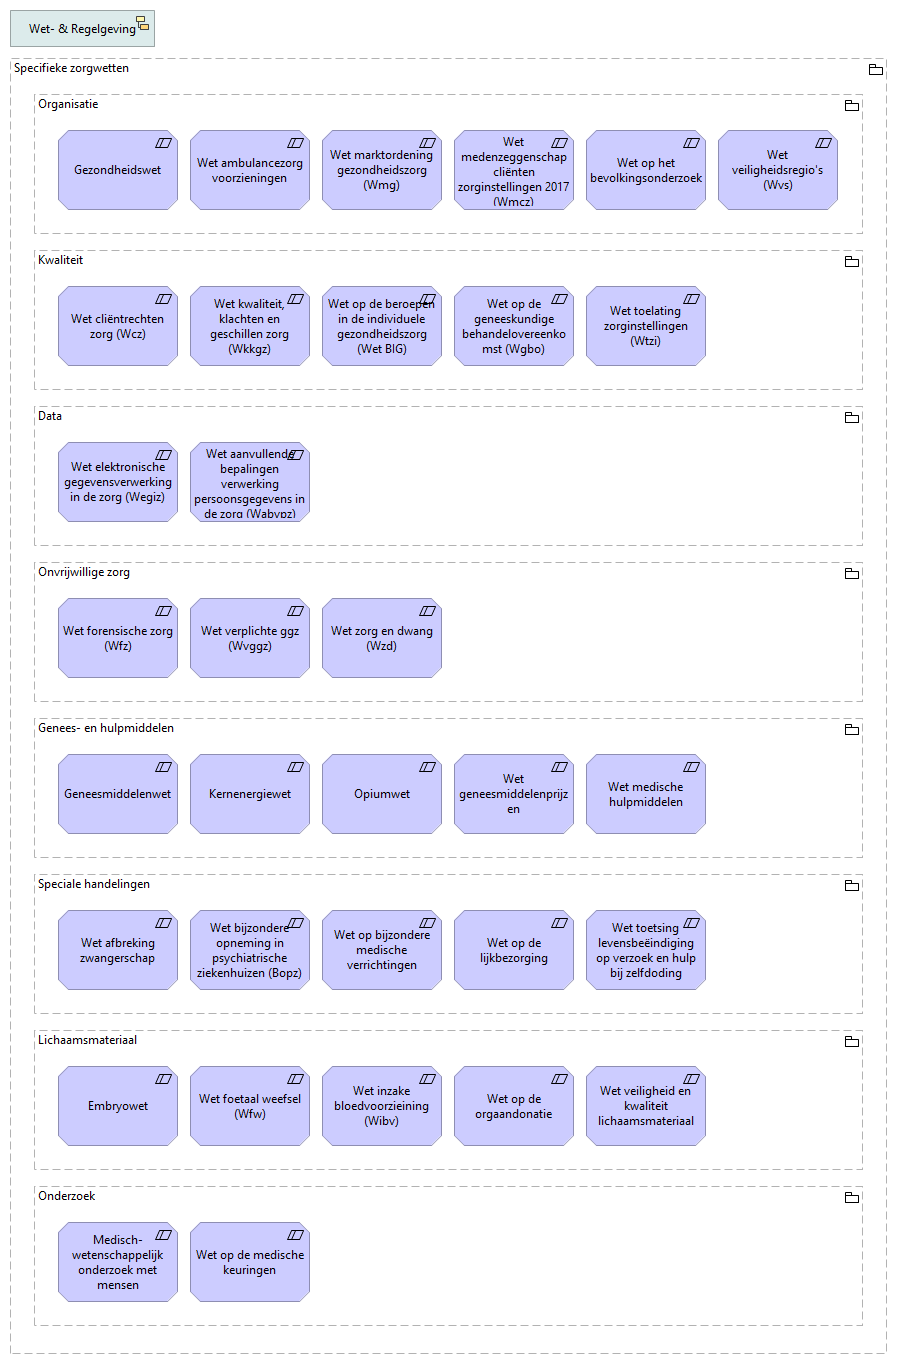 Wet- & Regelgeving
Specifieke zorgwetten
Organisatie
Gezondheidswet
Wet ambulancezorg
voorzieningen
Wet marktordening
gezondheidszorg
(Wmg)
Wet
medenzeggenschap
cliënten
zorginstellingen 2017
(Wmcz)
Wet op het
bevolkingsonderzoek
Wet
veiligheidsregio's
(Wvs)
Kwaliteit
Wet cliëntrechten
zorg (Wcz)
Wet kwaliteit,
klachten en
geschillen zorg
(Wkkgz)
Wet op de beroepen
in de individuele
gezondheidszorg
(Wet BIG)
Wet op de
geneeskundige
behandelovereenko
mst (Wgbo)
Wet toelating
zorginstellingen
(Wtzi)
Data
Wet elektronische
gegevensverwerking
in de zorg (Wegiz)
Wet aanvullende
bepalingen
verwerking
persoonsgegevens in
de zorg (Wabvpz)
Onvrijwillige zorg
Wet forensische zorg
(Wfz)
Wet verplichte ggz
(Wvggz)
Wet zorg en dwang
(Wzd)
Genees- en hulpmiddelen
Geneesmiddelenwet
Kernenergiewet
Opiumwet
Wet
geneesmiddelenprijz
en
Wet medische
hulpmiddelen
Speciale handelingen
Wet afbreking
zwangerschap
Wet bijzondere
opneming in
psychiatrische
ziekenhuizen (Bopz)
Wet op bijzondere
medische
verrichtingen
Wet op de
lijkbezorging
Wet toetsing
levensbeëindiging
op verzoek en hulp
bij zelfdoding
Lichaamsmateriaal
Embryowet
Wet foetaal weefsel
(Wfw)
Wet inzake
bloedvoorzieining
(Wibv)
Wet op de
orgaandonatie
Wet veiligheid en
kwaliteit
lichaamsmateriaal
Onderzoek
Medisch-
wetenschappelijk
onderzoek met
mensen
Wet op de medische
keuringen